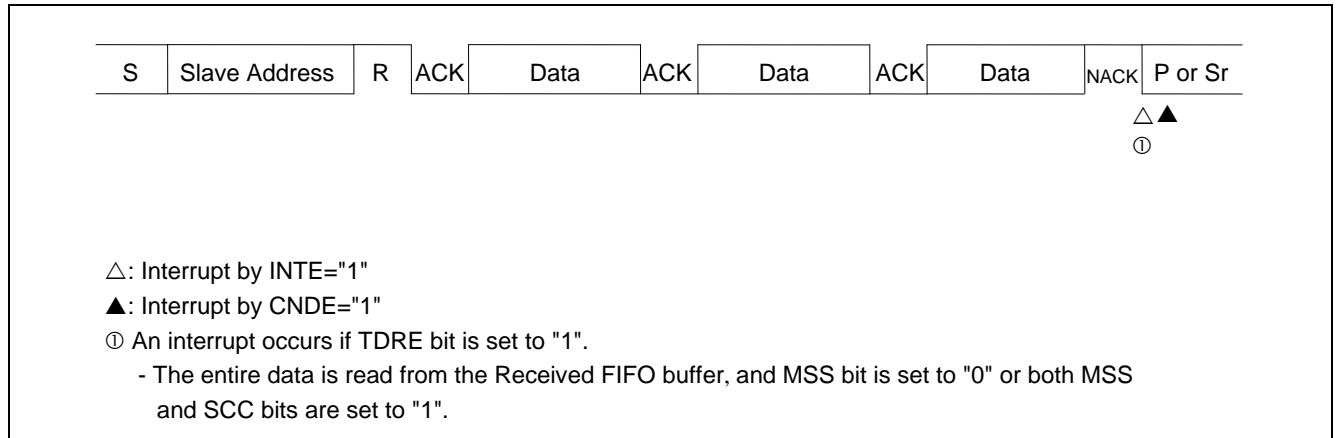 S Slave Address R ACK Data ACK Data ACK Data NACK P or Sr
△▲
①
△: Interrupt by INTE="1"
▲: Interrupt by CNDE="1"
① An interrupt occurs if TDRE bit is set to "1".
- The entire data is read from the Received FIFO buffer, and MSS bit is set to "0" or both MSS
and SCC bits are set to "1".